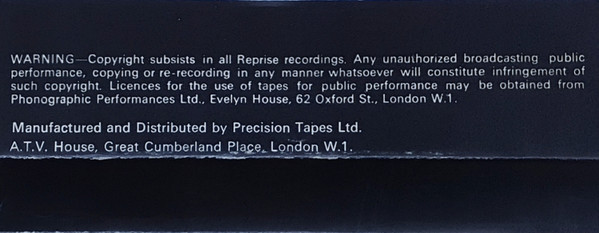 WARNING—Copyright subsists in all Reprise recordings. Any unauthorized broadcasting public
performance, copying or re-recording in any manner whatsoever will constitute infringement of
such copyright. Licences for the use of tapes for public performance may be obtained from
Phonographic Performances Ltd., Evelyn House, 62 Oxford St., London W.1.
Manufactured and Distributed by Precision Tapes Ltd.
A.T.V. House, Great Cumberland Place, London W.1.